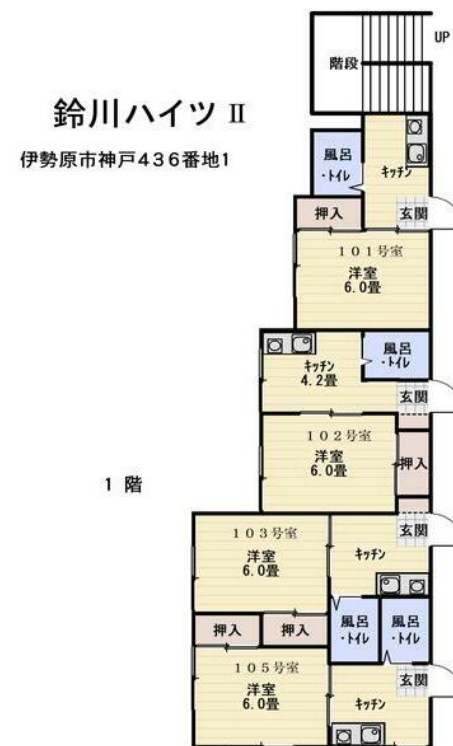 鈴川ハイツ Ⅱ
伊勢原市神戸436番地1
1 階
UP
階段
風呂
・トイレ
キッチン
押入
玄関
101号室
洋室
6.0畳
キッチン
4.2畳
風呂
・トイレ
玄関
102号室
洋室
6.0畳
押入
103号室
洋室
6.0畳
玄関
キッチン
押入
押入
風呂
・トイレ
風呂
・トイレ
105号室
洋室
6.0畳
玄関
キッチン